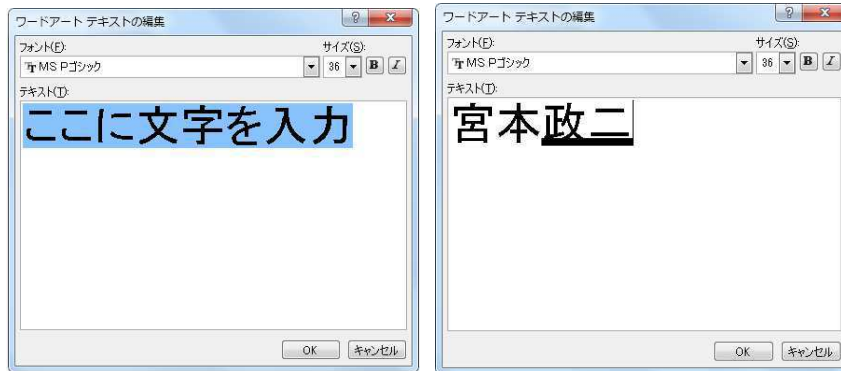 ワードアート テキストの編集
フォント(F):
サイズ(S):
MS Pゴシック
36
B
I
テキスト(T):
ここに文字を入力
OK
キャンセル
ワードアート テキストの編集
フォント(F):
サイズ(S):
MS Pゴシック
36
B
I
テキスト(T):
宮本政二
OK
キャンセル